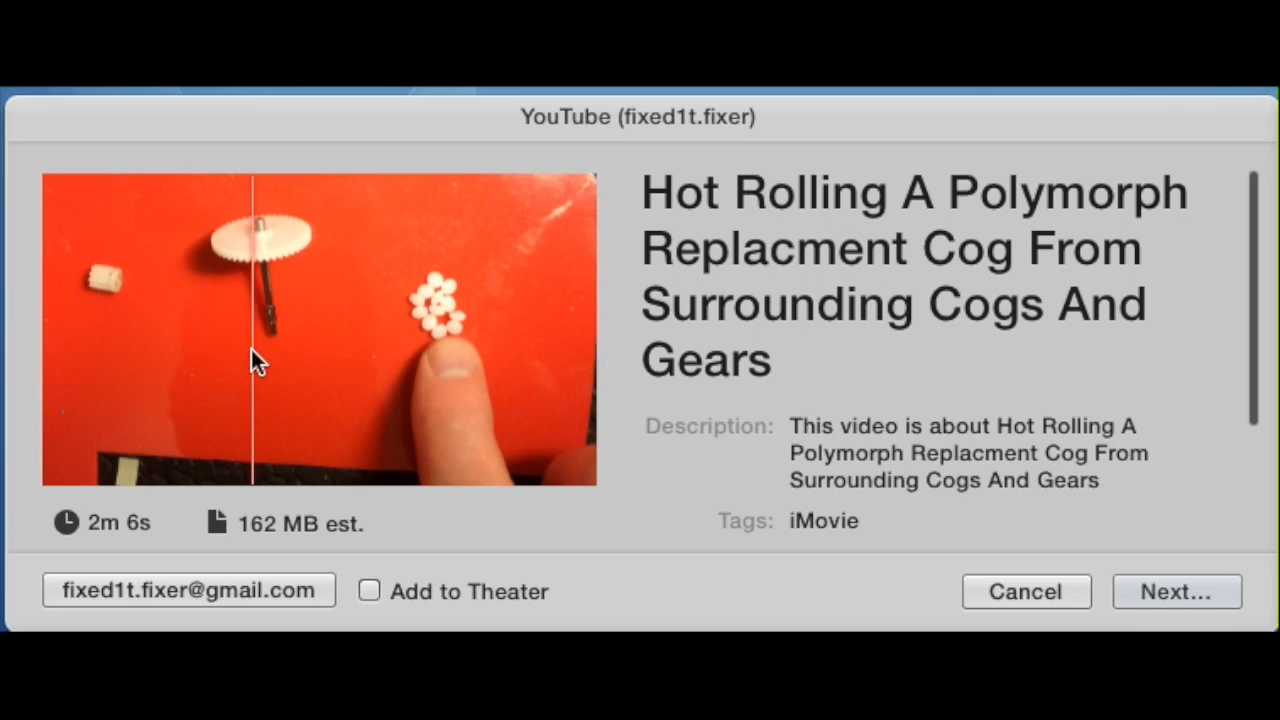 YouTube (fixed1t.fixer)
Hot Rolling A Polymorph
Replacment Cog From
Surrounding Cogs And
Gears
Description: This video is about Hot Rolling A
Polymorph Replacment Cog From
Surrounding Cogs And Gears
2m 6s 162 MB est.
Tags: iMovie
fixed1t.fixer@gmail.com Add to Theater Cancel Next...